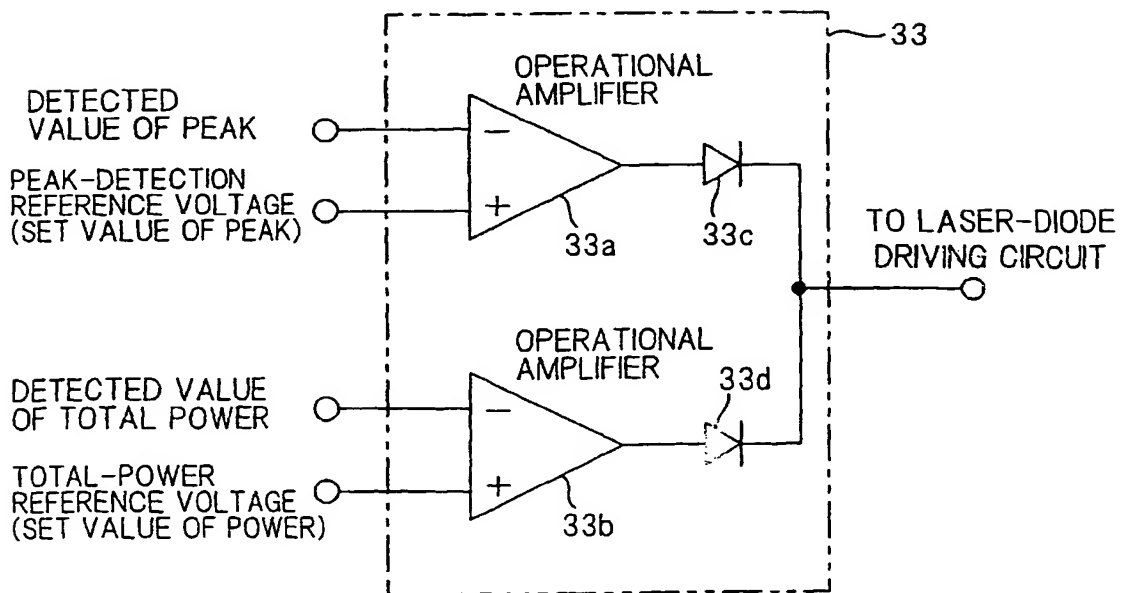 33
OPERATIONAL
AMPLIFIER
DETECTED
VALUE OF PEAK
−
PEAK-DETECTION
REFERENCE VOLTAGE
(SET VALUE OF PEAK)
+
33a
33c
TO LASER-DIODE
DRIVING CIRCUIT
OPERATIONAL
AMPLIFIER
33d
DETECTED VALUE
OF TOTAL POWER
−
TOTAL-POWER
REFERENCE VOLTAGE
(SET VALUE OF POWER)
+
33b